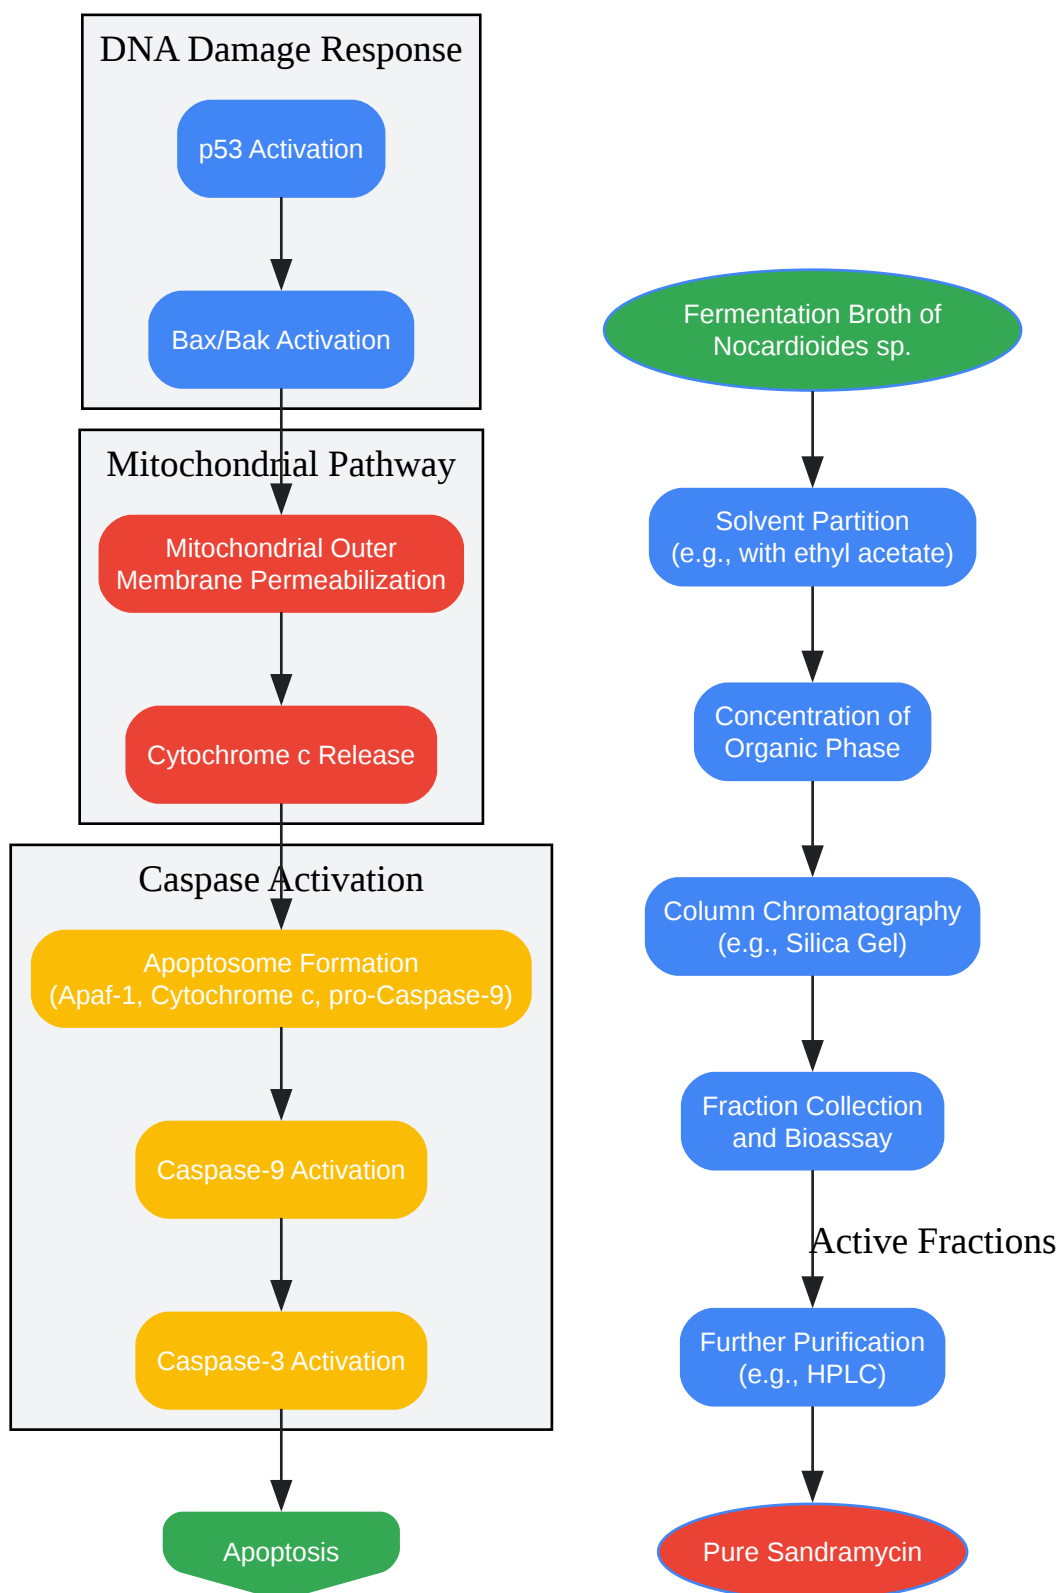 DNA Damage Response
p53 Activation
Bax/Bak Activation
Mitochondrial Pathway
Mitochondrial Outer
Membrane Permeabilization
Cytochrome c Release
Caspase Activation
Apoptosome Formation
(Apaf-1, Cytochrome c, pro-Caspase-9)
Caspase-9 Activation
Caspase-3 Activation
Apoptosis
Fermentation Broth of
Nocardioides sp.
Solvent Partition
(e.g., with ethyl acetate)
Concentration of
Organic Phase
Column Chromatography
(e.g., Silica Gel)
Fraction Collection
and Bioassay
Active Fractions
Further Purification
(e.g., HPLC)
Pure Sandramycin